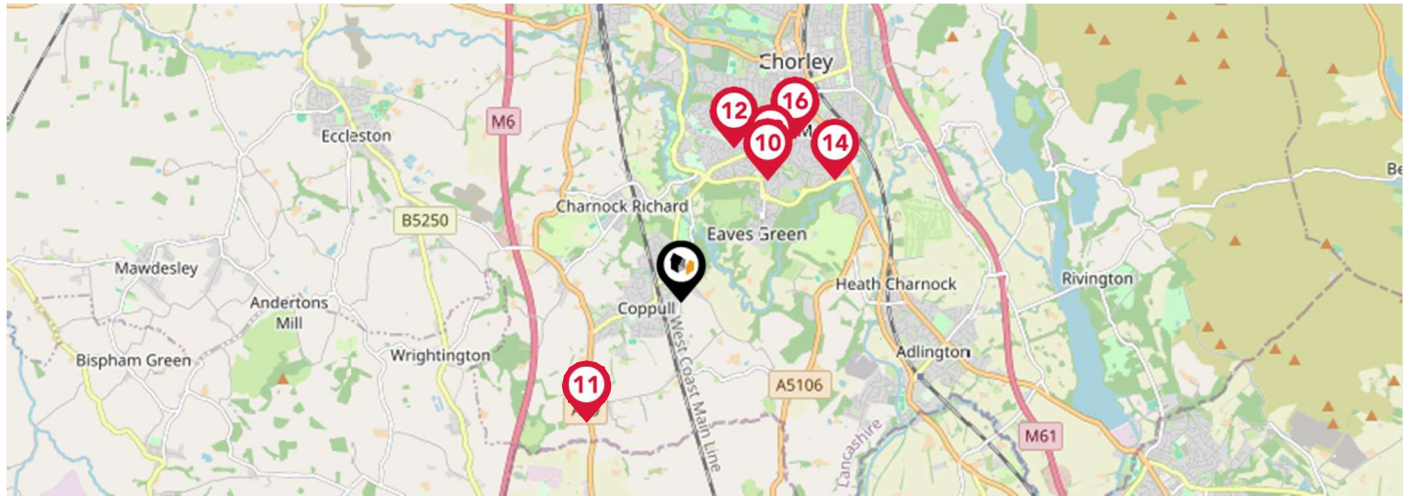 Chorley
16
12
M6
M
10
14
Eccleston
Be
Charnock Richard
B5250
Eaves Green
Mawdesley
Rivington
Heath Charnock
Andertons
Mill
Coppull
West Coast Main Line
Adlington
Wrightington
Bispham Green
11
A5106
M61
Lancashire